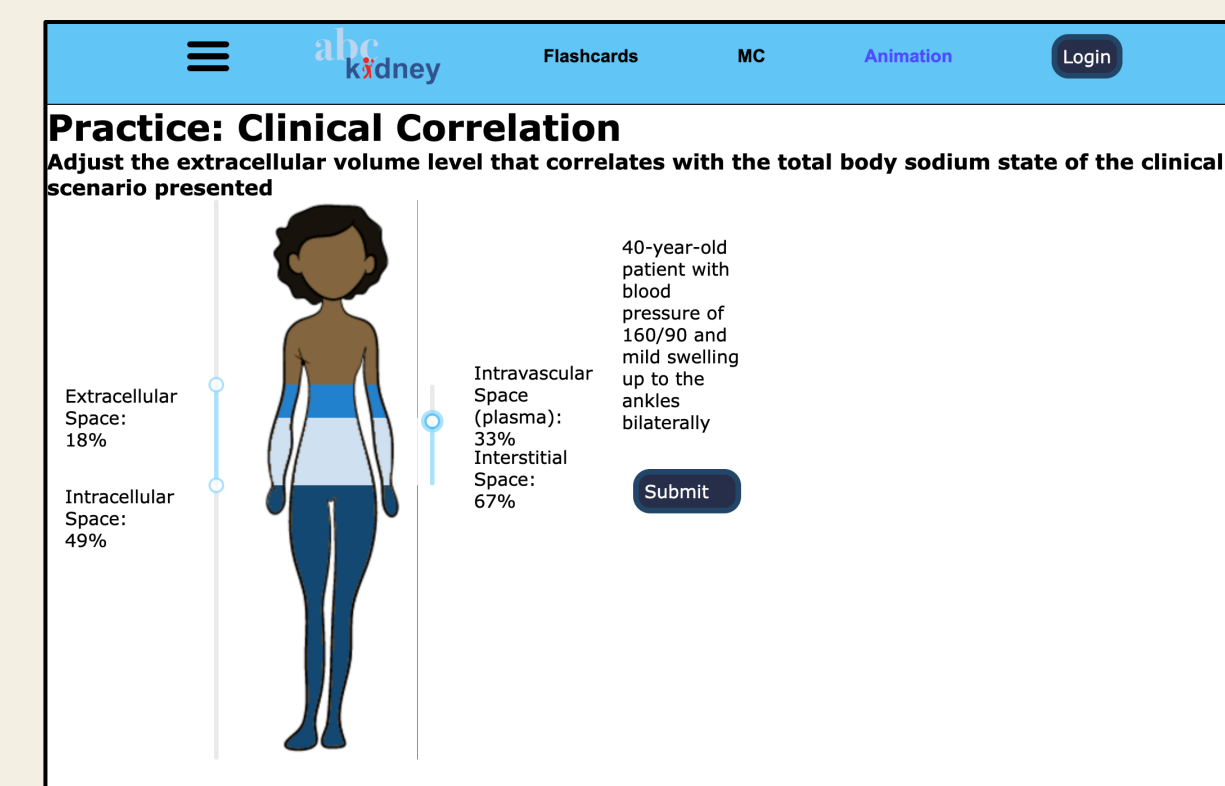 abc
kidney
Flashcards
MC
Animation
Login
Practice: Clinical Correlation
Adjust the extracellular volume level that correlates with the total body sodium state of the clinical
scenario presented
Extracellular
Space:
18%
Intracellular
Space:
49%
Intravascular
Space
(plasma):
33%
Interstitial
Space:
67%
40-year-old
patient with
blood
pressure of
160/90 and
mild swelling
up to the
ankles
bilaterally
Submit